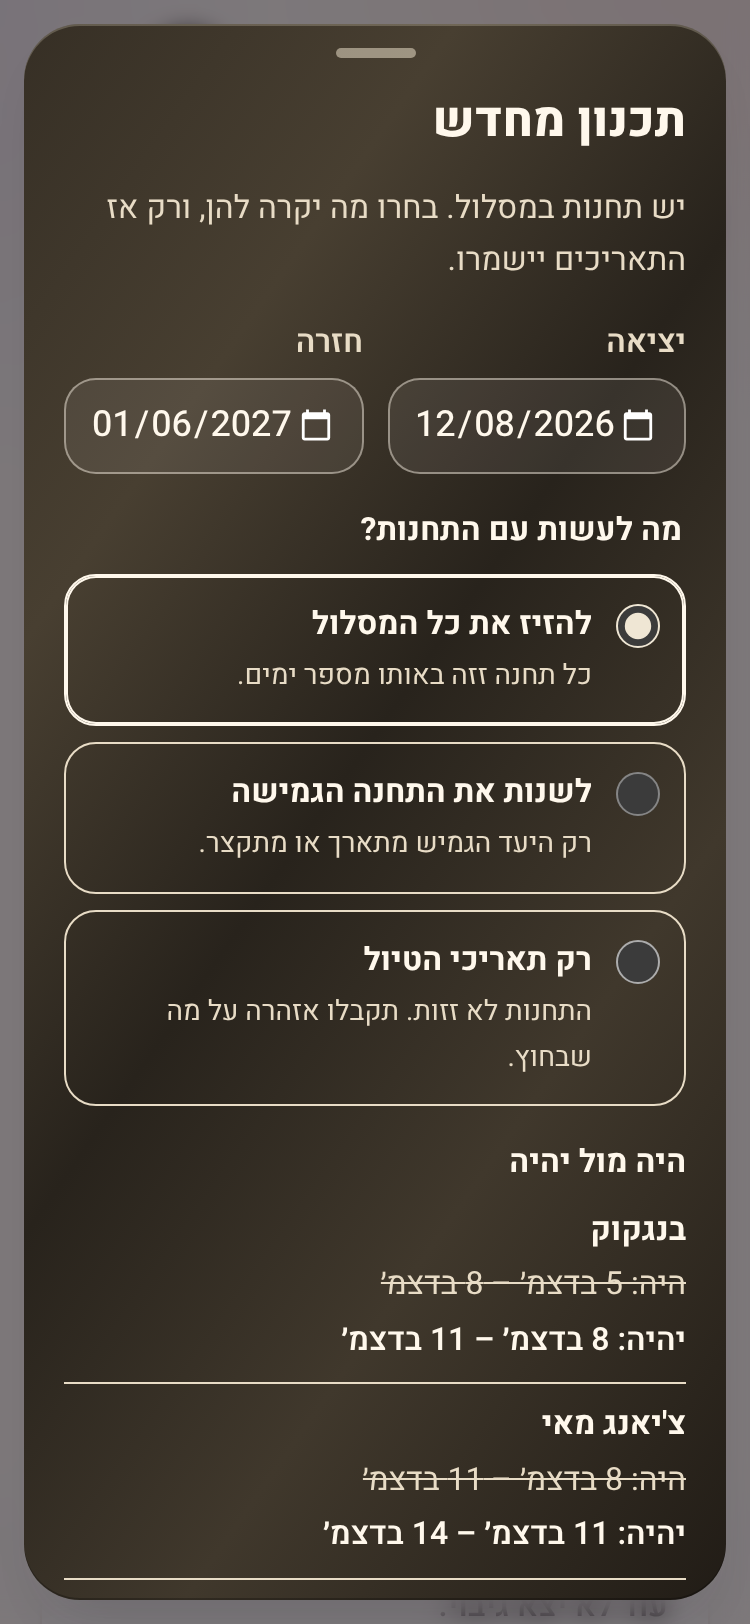 תכנון מחדש
יש תחנות במסלול. בחרו מה יקרה להן, ורק אז
התאריכים יישמרו.
יציאה
חזרה
12/08/2026
01/06/2027
מה לעשות עם התחנות?
להזיז את כל המסלול
כל תחנה זזה באותו מספר ימים.
לשנות את התחנה הגמישה
רק היעד הגמיש מתארך או מתקצר.
רק תאריכי הטיול
התחנות לא זזות. תקבלו אזהרה על מה
שבחוץ.
היה מול יהיה
בנגקוק
היה: 5 בדצמ׳ – 8 בדצמ׳
יהיה: 8 בדצמ׳ – 11 בדצמ׳
צ'יאנג מאי
היה: 8 בדצמ׳ – 11 בדצמ׳
יהיה: 11 בדצמ׳ – 14 בדצמ׳